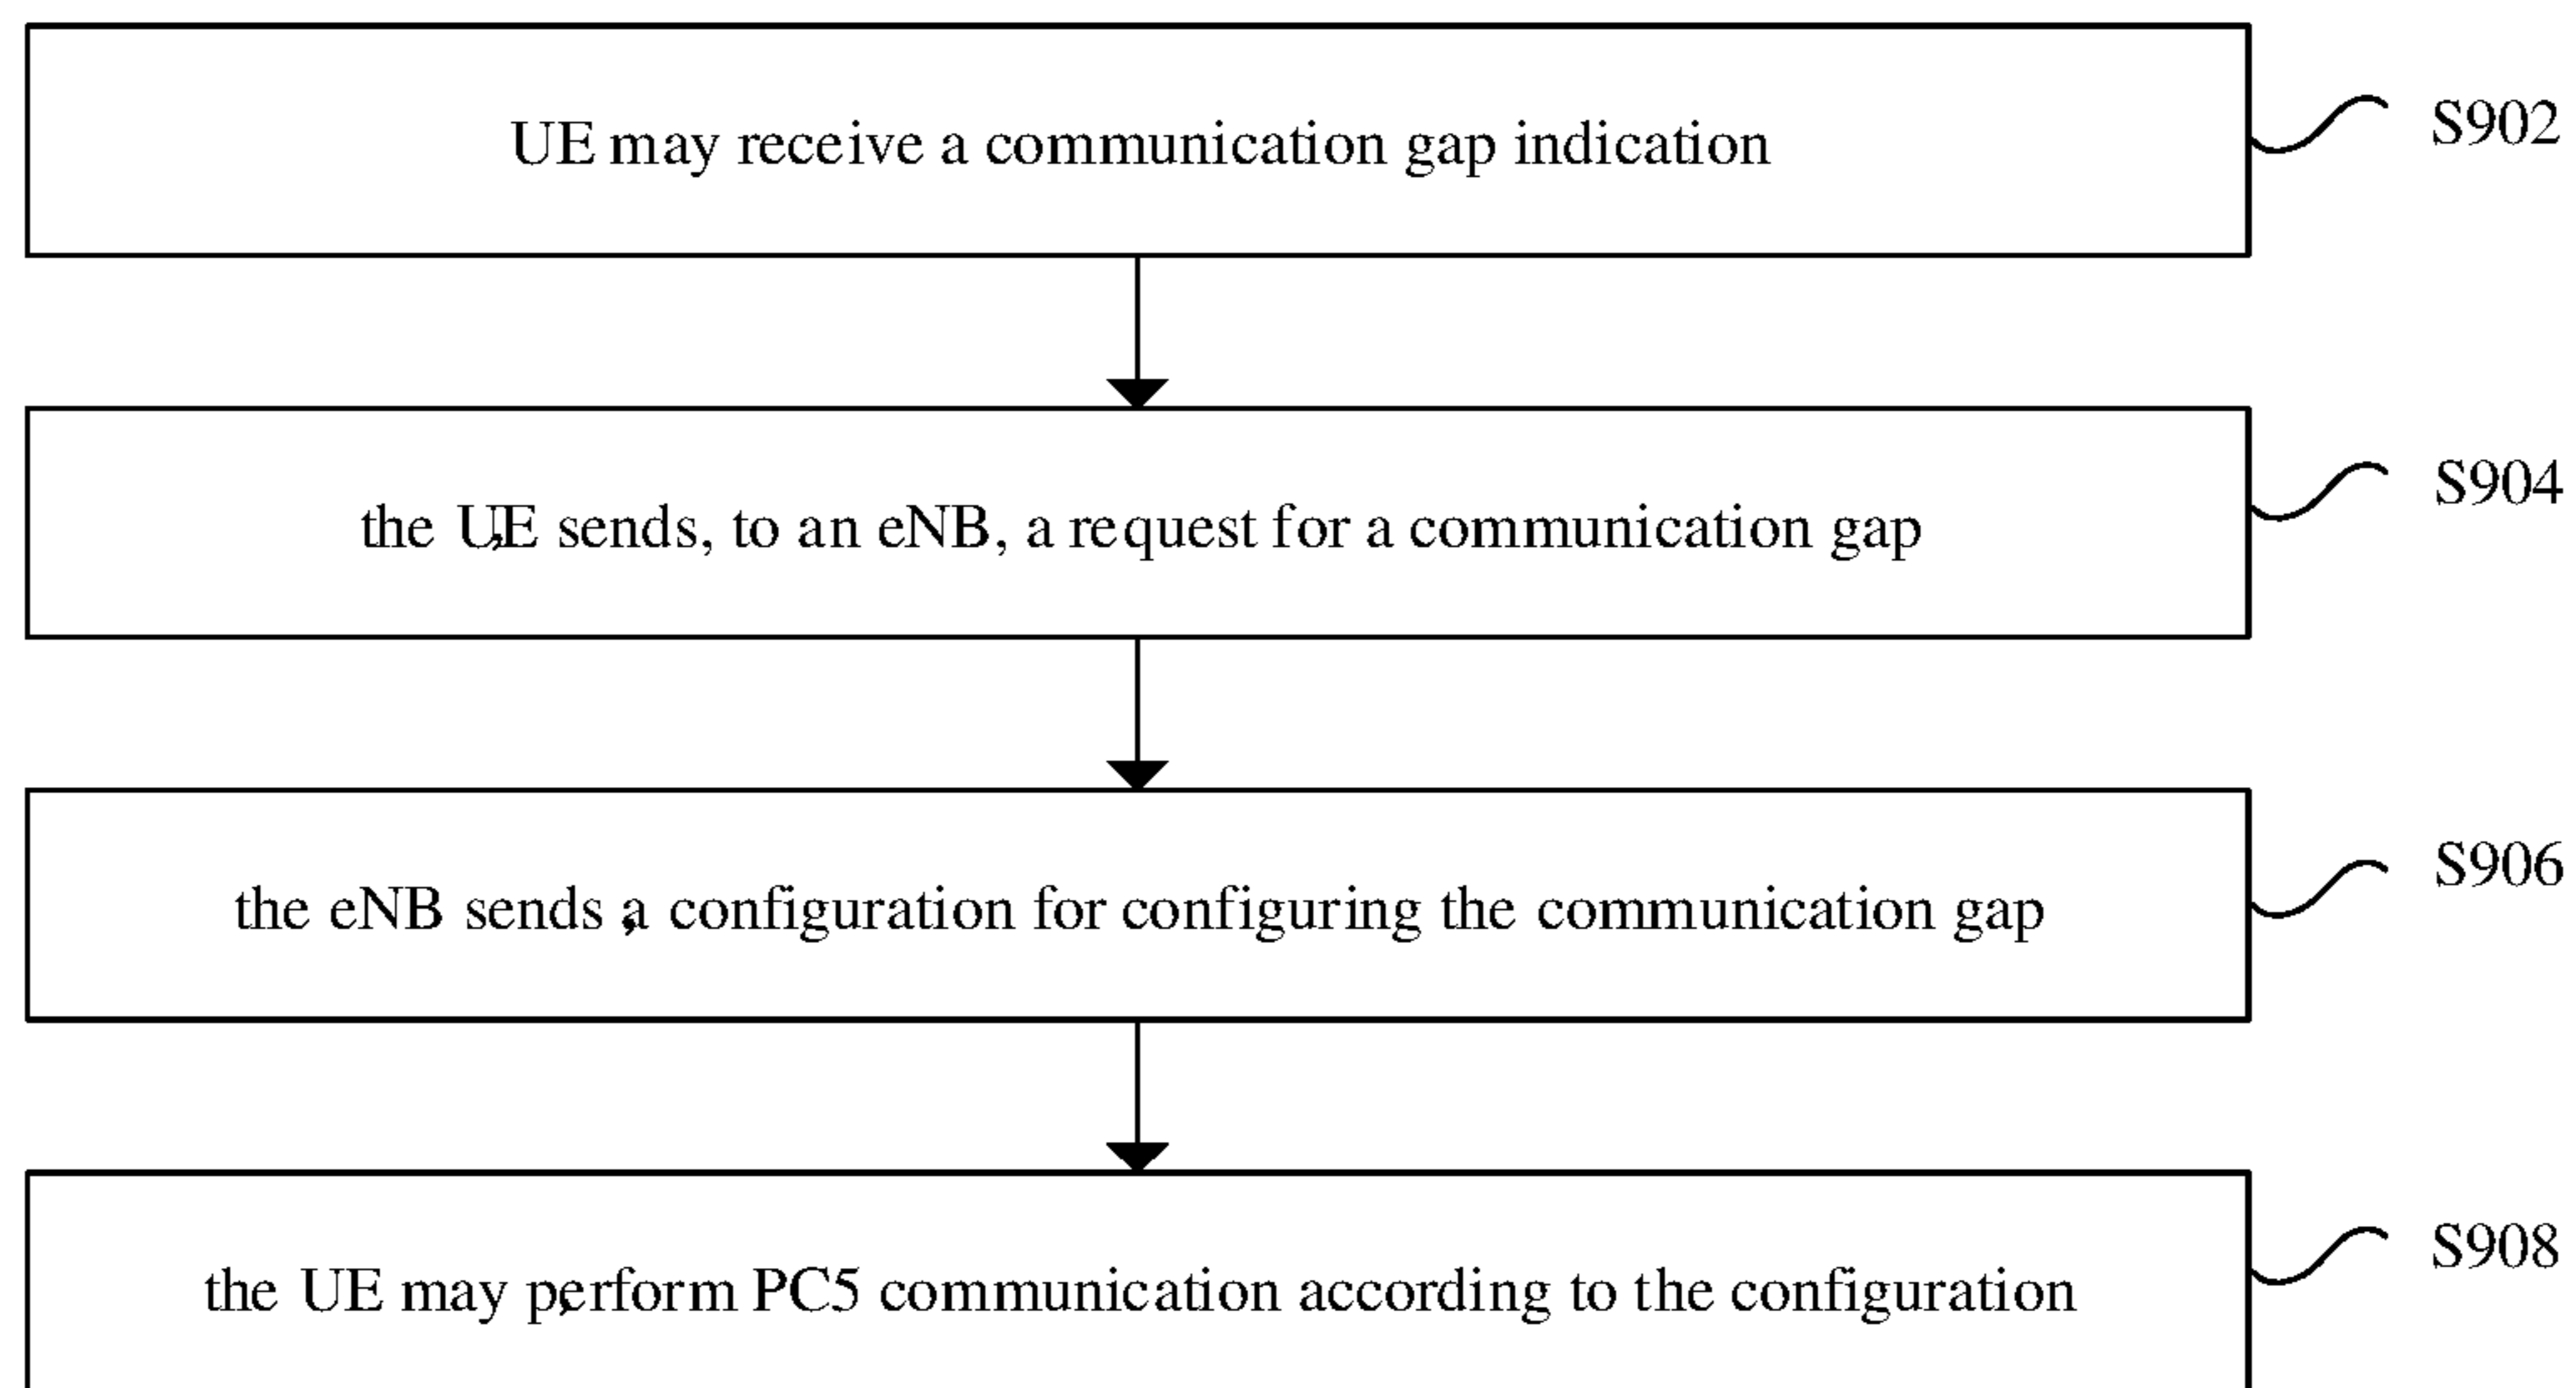 UE may receive a communication gap indication
S902
the UE sends, to an eNB, a request for a communication gap
S904
the eNB sends a configuration for configuring the communication gap
S906
the UE may perform PC5 communication according to the configuration
S908